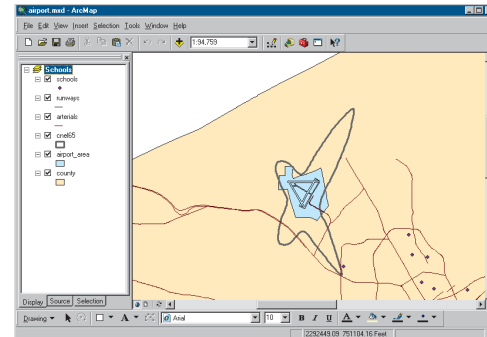 airport.mxd - ArcMap
File Edit View Insert Selection Tools Window Help
1:94,759
Schools
schools
runways
arterials
cnel65
airport_area
county
Display Source Selection
Drawing A Arial 10 B I U A
2292449.09 751104.16 Feet